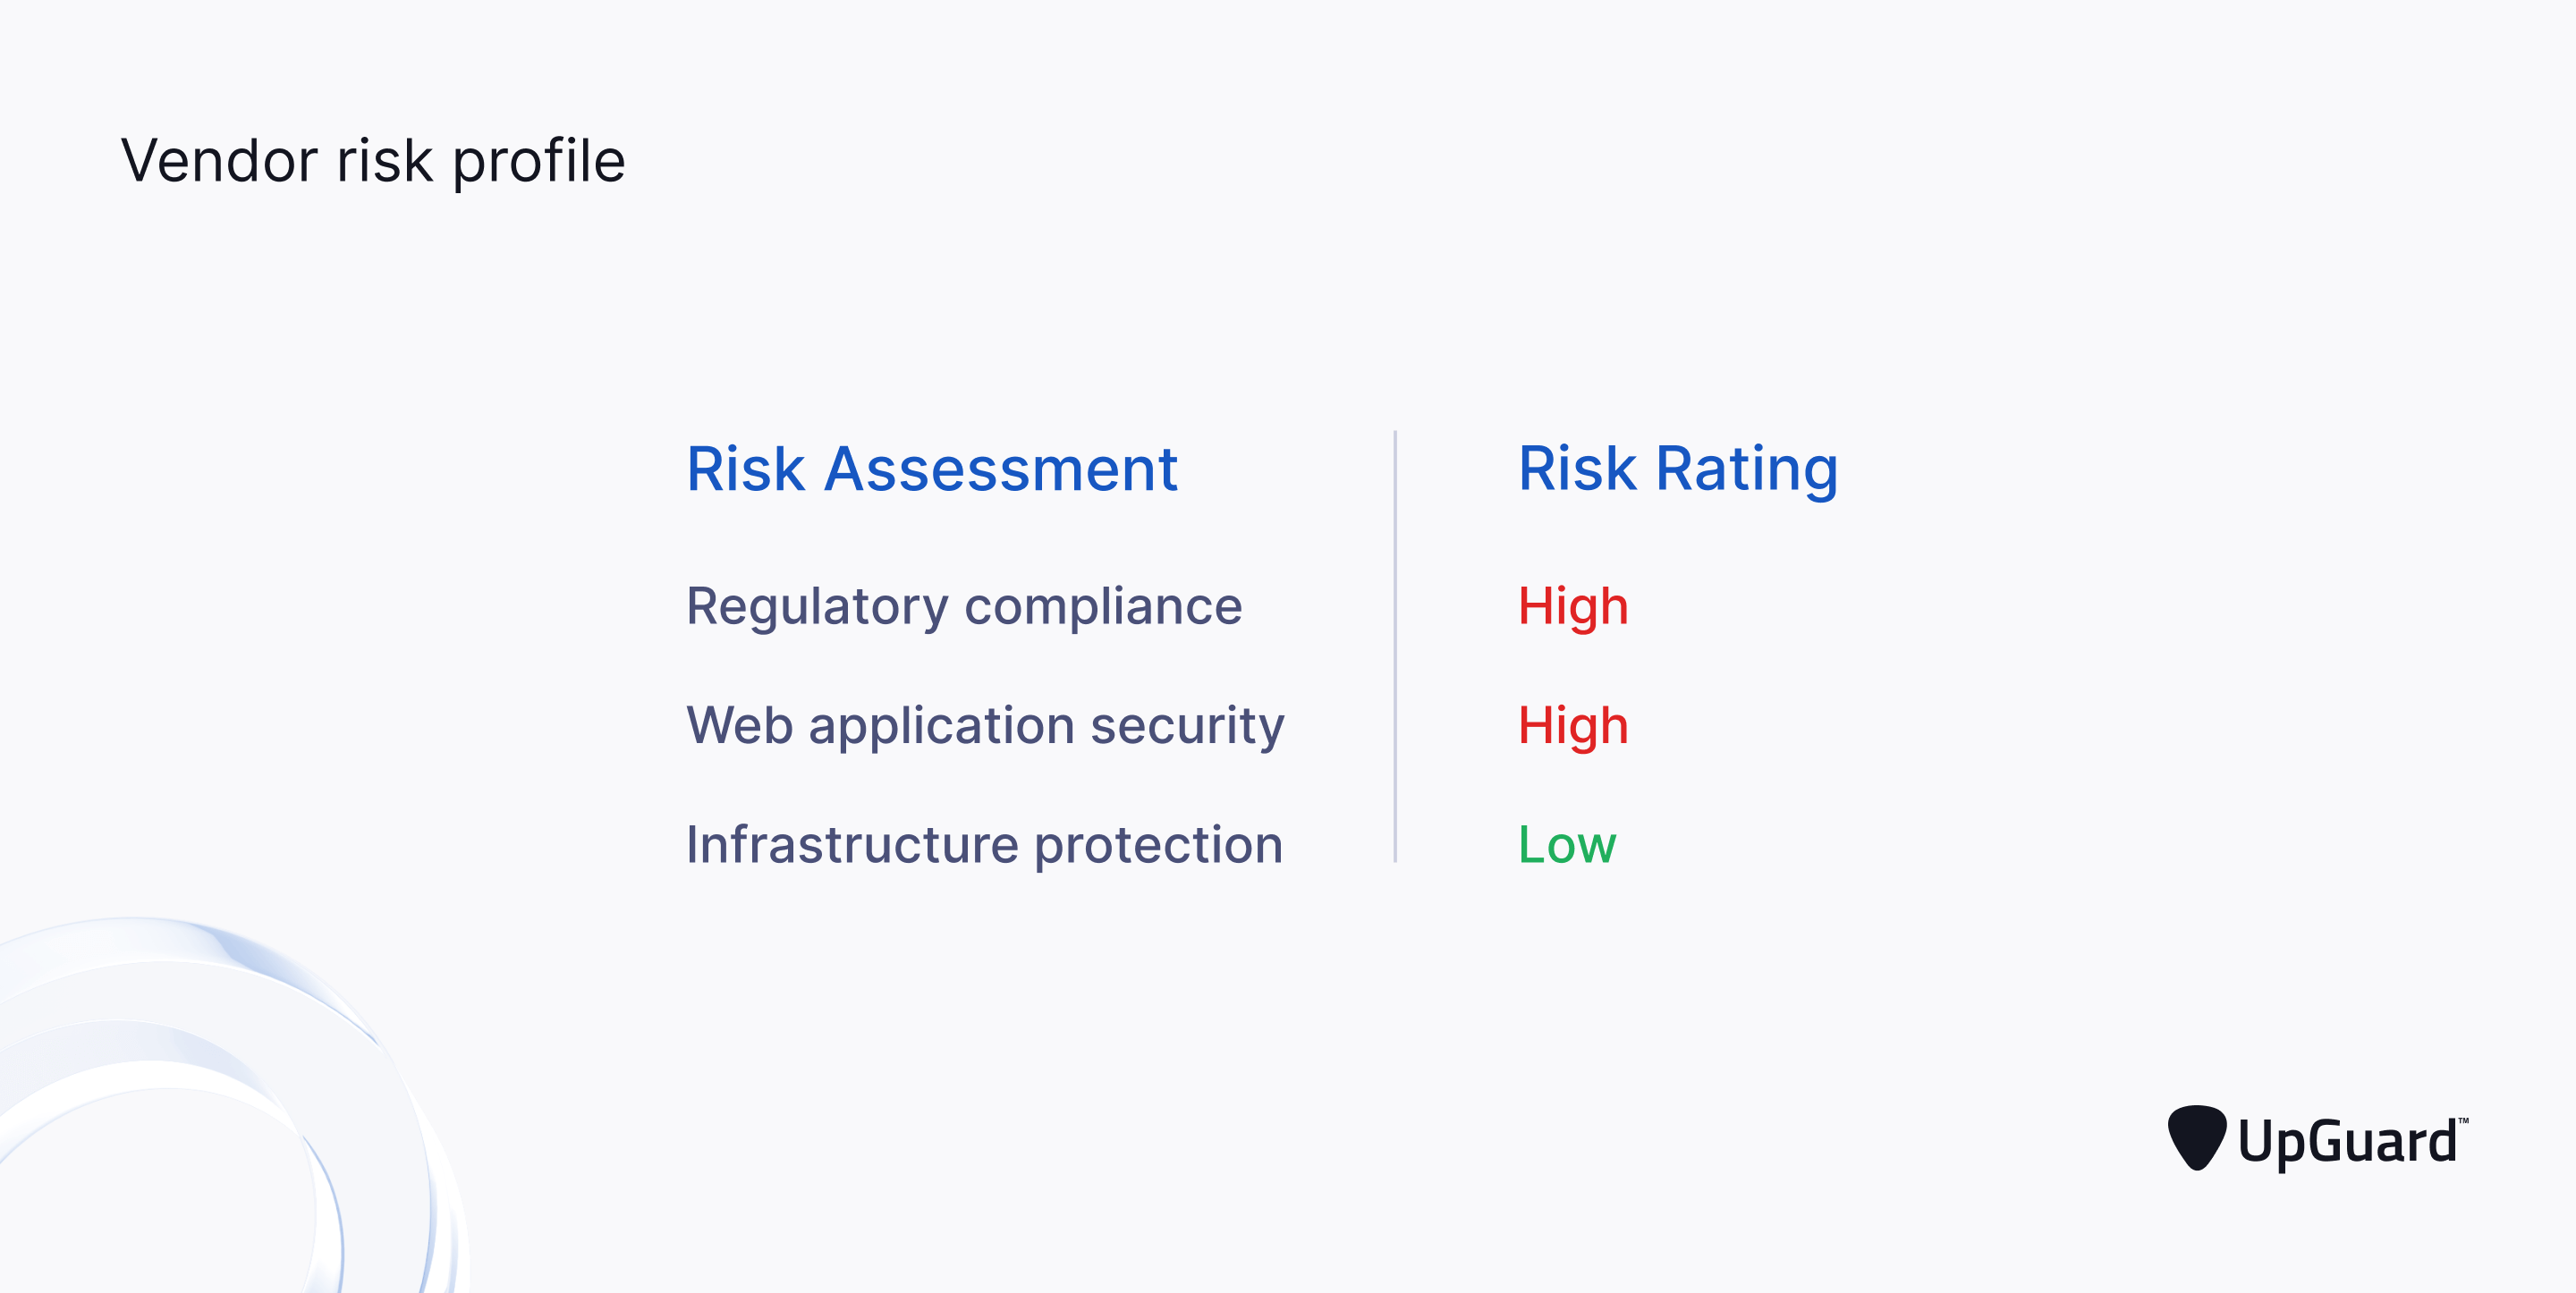 Vendor risk profile
Risk Assessment Risk Rating
Regulatory compliance High
Web application security High
Infrastructure protection Low
UpGuard™